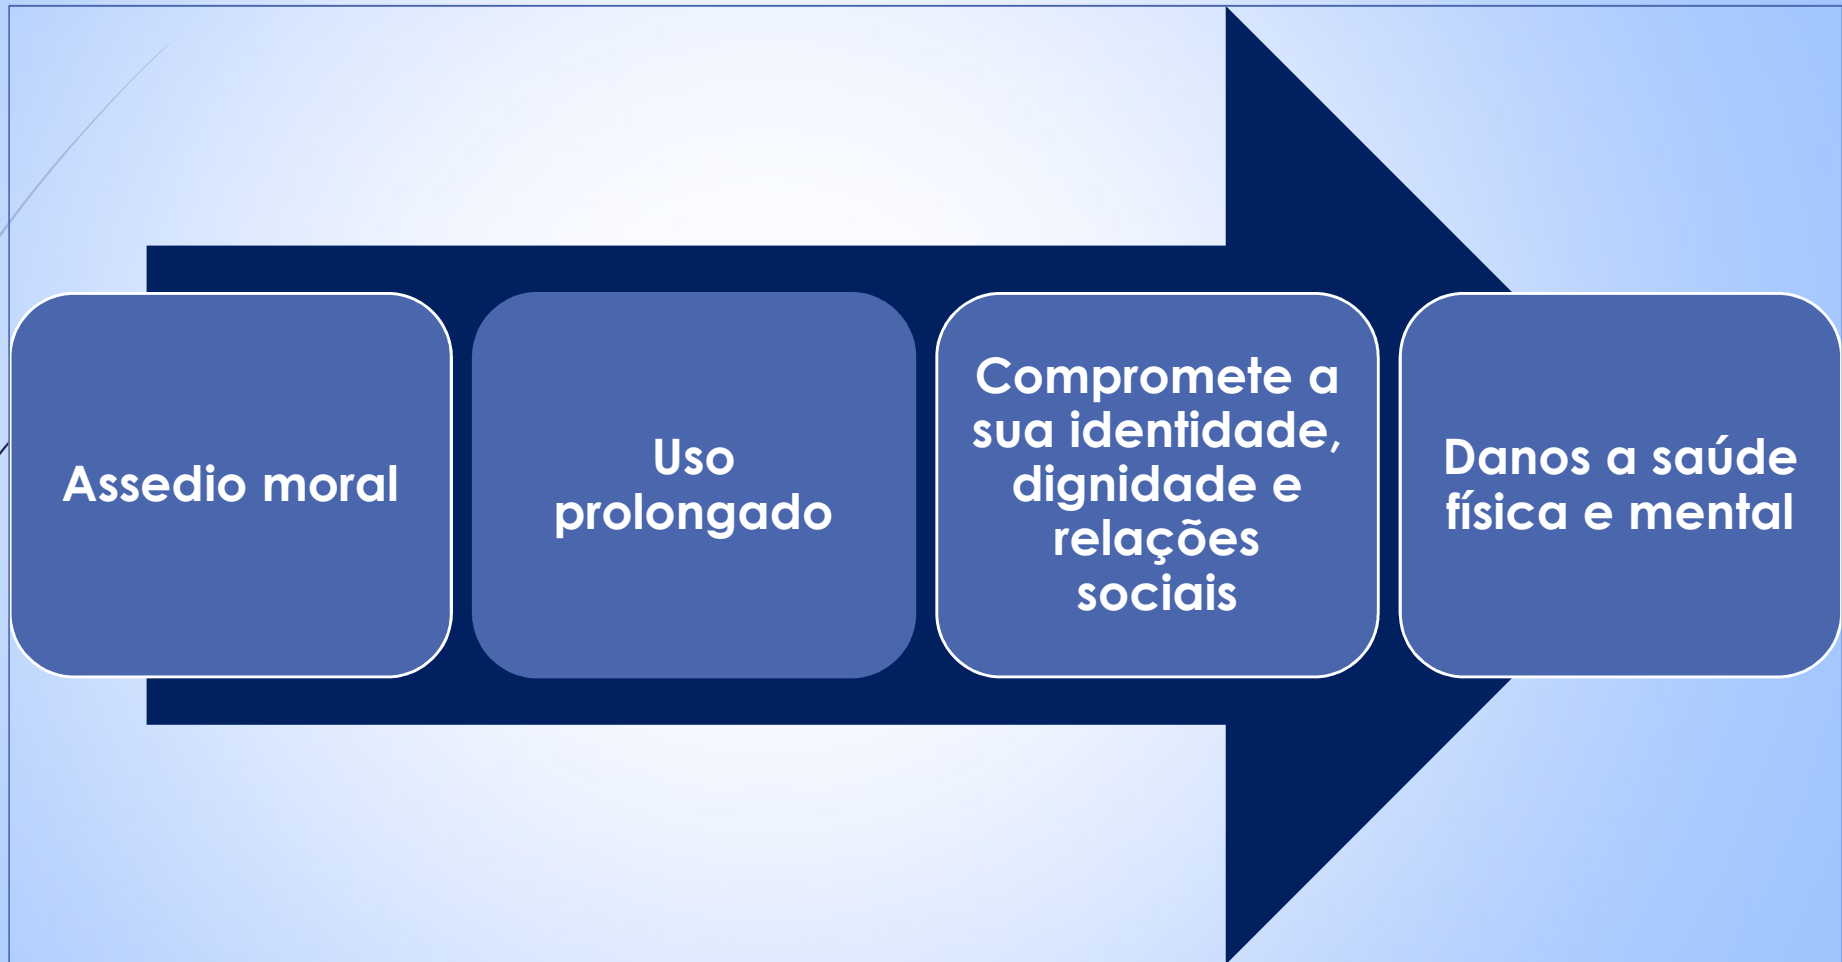 Assedio moral
Uso
prolongado
Compromete a
sua identidade,
dignidade e
relações
sociais
Danos a saúde
física e mental